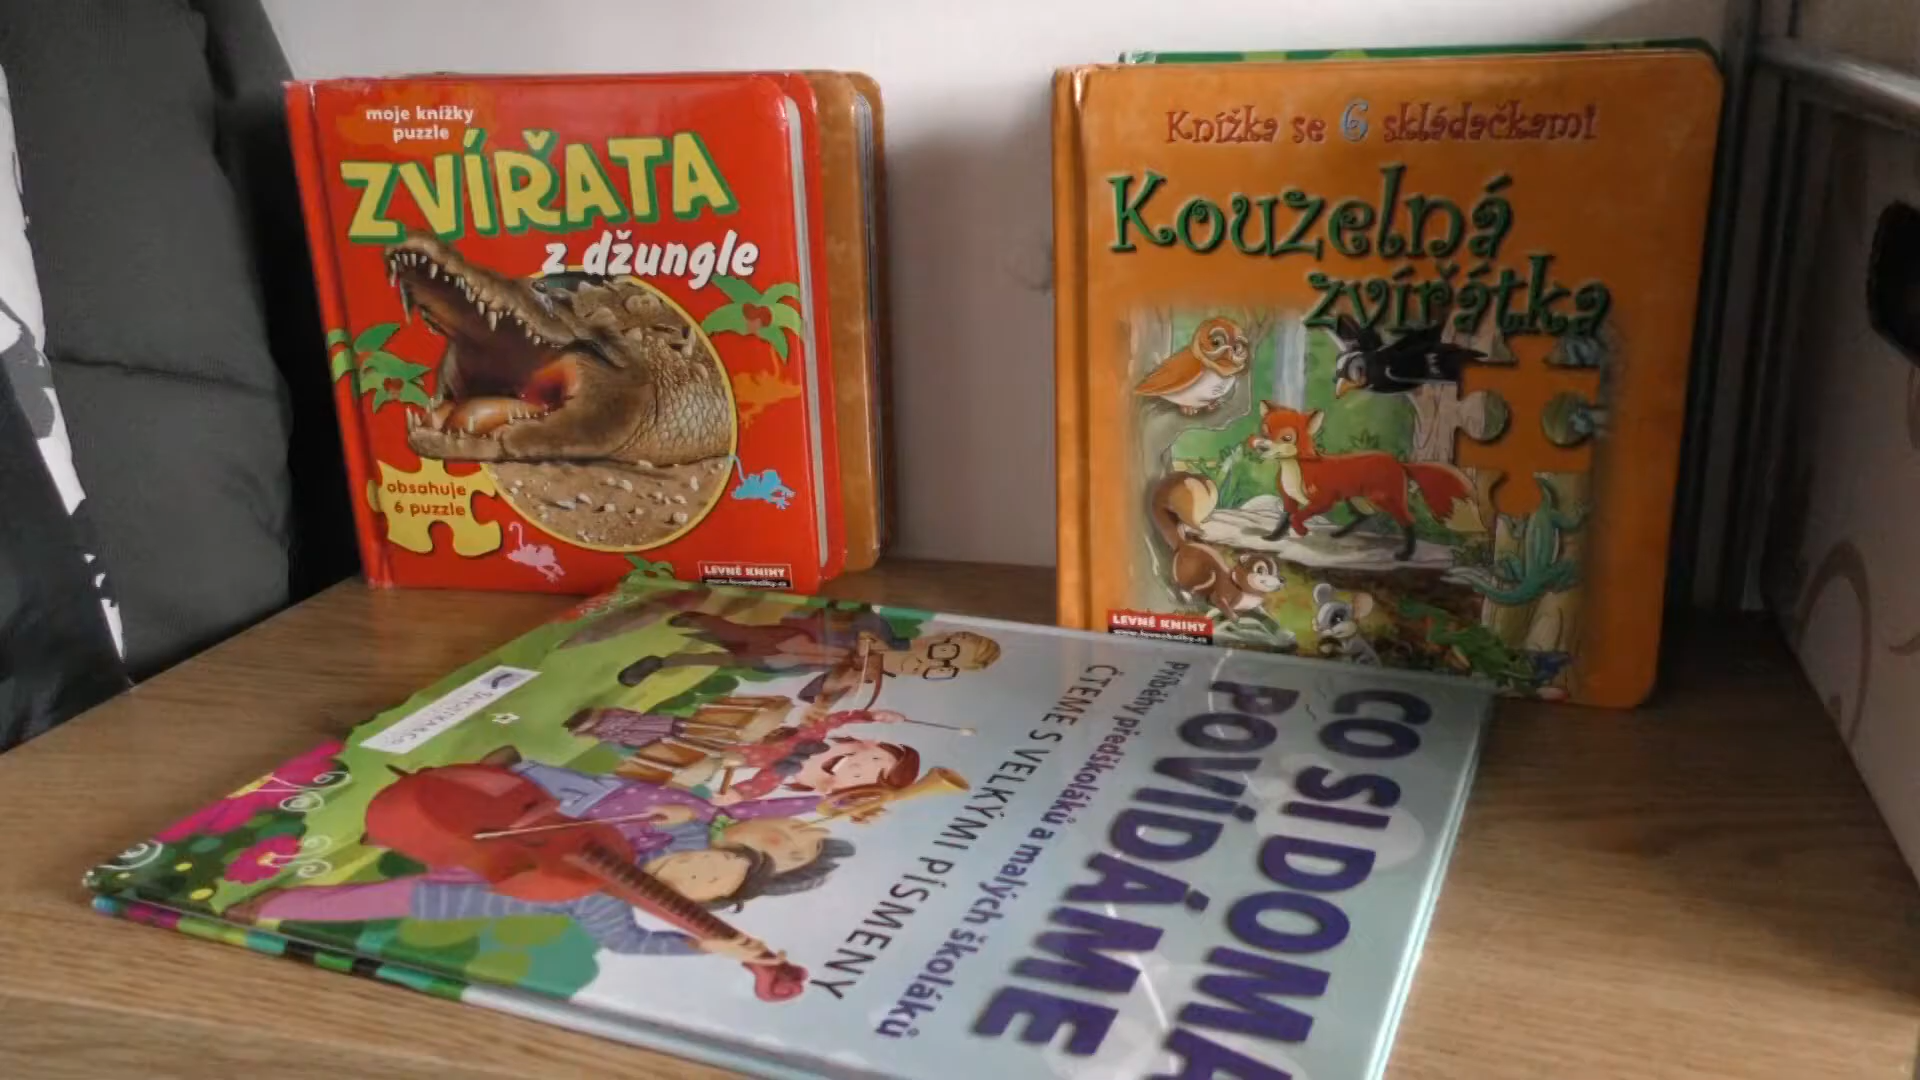 moje knížky
puzzle
ZVÍŘATA
z džungle
obsahuje
6 puzzle
LEVNÉ KNIHY
Knížka se 6 skládačkami
Kouzelná
zvířátka
LEVNÉ KNIHY
CO SI DOMA
POVÍDÁME
Příběhy předškoláků a malých školáků
ČTEME S VELKÝMI PÍSMENY